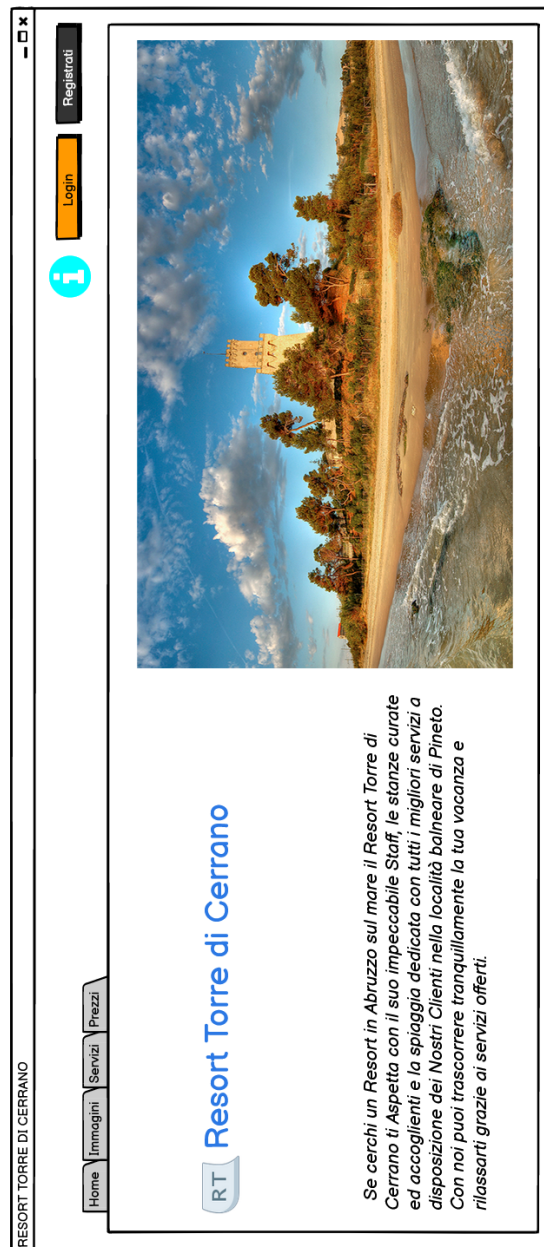 RESORT TORRE DI CERRANO
Registrati
Login
i
Home
Immagini
Servizi
Prezzi
RT
Resort Torre di Cerrano
Se cerchi un Resort in Abruzzo sul mare il Resort Torre di
Cerrano ti Aspetta con il suo impeccabile Staff, le stanze curate
ed accoglienti e la spiaggia dedicata con tutti i migliori servizi a
disposizione dei Nostri Clienti nella località balneare di Pineto.
Con noi puoi trascorrere tranquillamente la tua vacanza e
rilassarti grazie ai servizi offerti.